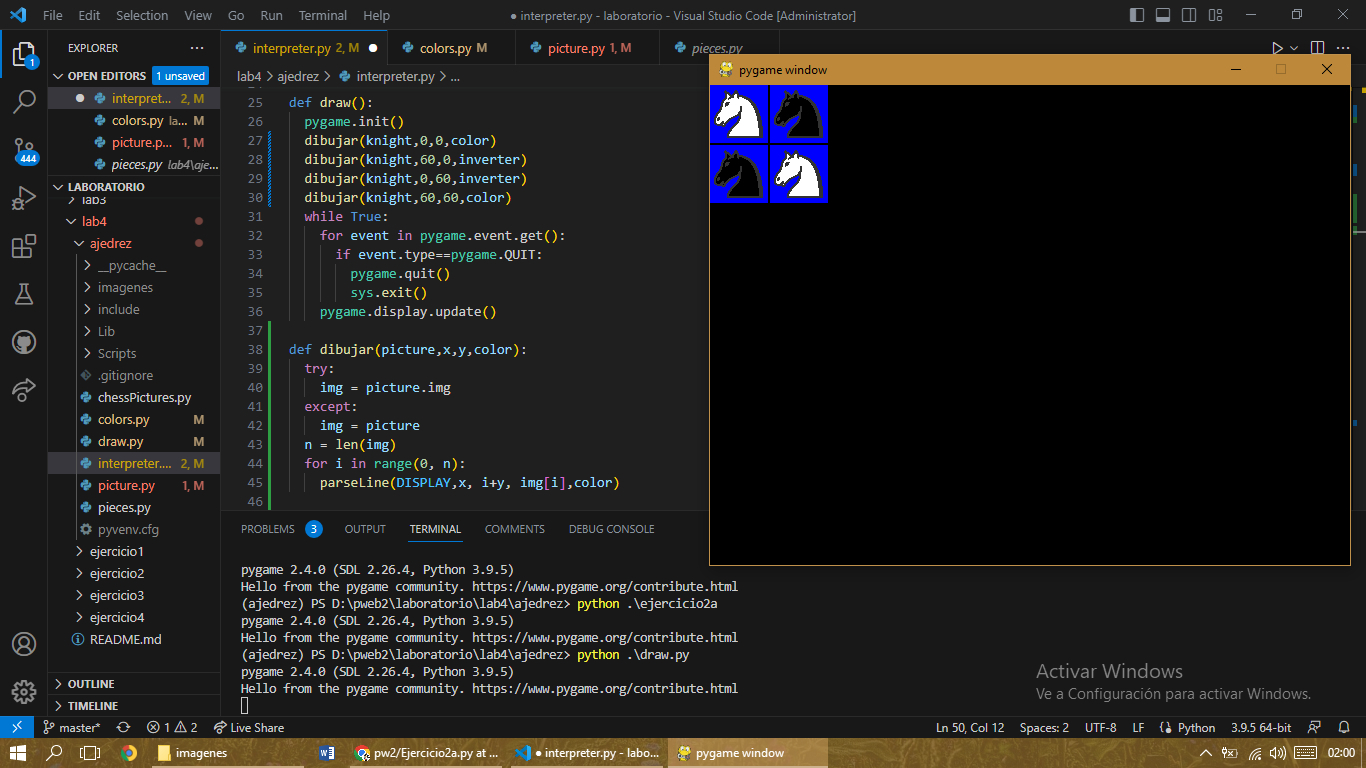 File Edit Selection View Go Run Terminal Help
● interpreter.py - laboratorio - Visual Studio Code [Administrator]
EXPLORER
OPEN EDITORS 1 unsaved
interpret... 2, M
colors.py la... M
picture.p... 1, M
pieces.py lab4\aje...
LABORATORIO
lab3
lab4
ajedrez
__pycache__
imagenes
include
Lib
Scripts
.gitignore
chessPictures.py
colors.py M
draw.py M
interpreter.... 2, M
picture.py 1, M
pieces.py
pyvenv.cfg
ejercicio1
ejercicio2
ejercicio3
ejercicio4
README.md
OUTLINE
TIMELINE
1
444
interpreter.py 2, M
colors.py M
picture.py 1, M
pieces.py
lab4 > ajedrez > interpreter.py > ...
25 def draw():
26 pygame.init()
27 dibujar(knight,0,0,color)
28 dibujar(knight,60,0,inverter)
29 dibujar(knight,0,60,inverter)
30 dibujar(knight,60,60,color)
31 while True:
32 for event in pygame.event.get():
33 if event.type==pygame.QUIT:
34 pygame.quit()
35 sys.exit()
36 pygame.display.update()
37
38 def dibujar(picture,x,y,color):
39 try:
40 img = picture.img
41 except:
42 img = picture
43 n = len(img)
44 for i in range(0, n):
45 parseLine(DISPLAY,x, i+y, img[i],color)
46
pygame window
PROBLEMS 3 OUTPUT TERMINAL COMMENTS DEBUG CONSOLE
pygame 2.4.0 (SDL 2.26.4, Python 3.9.5)
Hello from the pygame community. https://www.pygame.org/contribute.html
(ajedrez) PS D:\pweb2\laboratorio\lab4\ajedrez> python .\ejercicio2a
pygame 2.4.0 (SDL 2.26.4, Python 3.9.5)
Hello from the pygame community. https://www.pygame.org/contribute.html
(ajedrez) PS D:\pweb2\laboratorio\lab4\ajedrez> python .\draw.py
pygame 2.4.0 (SDL 2.26.4, Python 3.9.5)
Hello from the pygame community. https://www.pygame.org/contribute.html
Activar Windows
Ve a Configuración para activar Windows.
master* 1 2 Live Share
Ln 50, Col 12 Spaces: 2 UTF-8 LF Python 3.9.5 64-bit
imagenes
pw2/Ejercicio2a.py at ...
● interpreter.py - labo...
pygame window
02:00